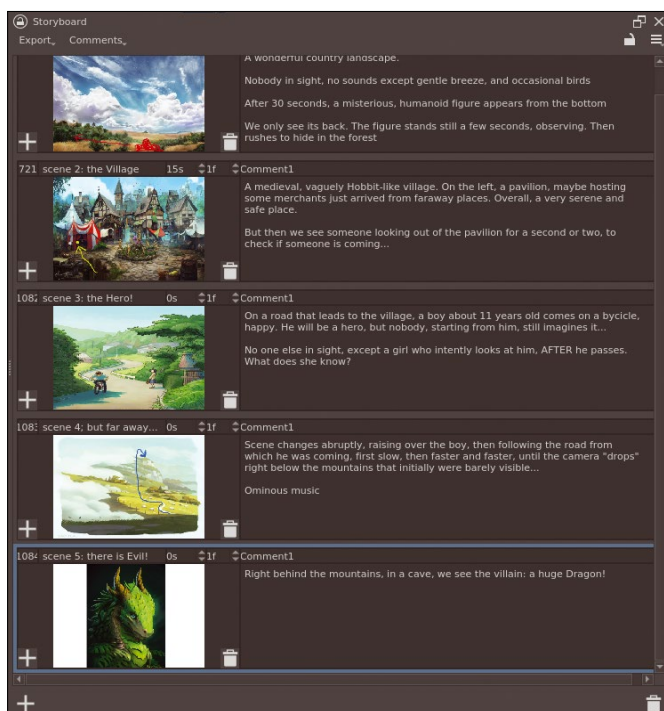 Storyboard
Export Comments
A wonderful country landscape.
Nobody in sight, no sounds except gentle breeze, and occasional birds
After 30 seconds, a misterious, humanoid figure appears from the bottom
We only see its back. The figure stands still a few seconds, observing. Then
rushes to hide in the forest
721 scene 2: the Village 15s 1f Comment1
A medieval, vaguely Hobbit-like village. On the left, a pavilion, maybe hosting
some merchants just arrived from faraway places. Overall, a very serene and
safe place.
But then we see someone looking out of the pavilion for a second or two, to
check if someone is coming...
1082 scene 3: the Hero! 0s 1f Comment1
On a road that leads to the village, a boy about 11 years old comes on a bycicle,
happy. He will be a hero, but nobody, starting from him, still imagines it...
No one else in sight, except a girl who intently looks at him, AFTER he passes.
What does she know?
1083 scene 4; but far away... 0s 1f Comment1
Scene changes abruptly, raising over the boy, then following the road from
which he was coming, first slow, then faster and faster, until the camera "drops"
right below the mountains that initially were barely visible...
Ominous music
1084 scene 5: there is Evil! 0s 1f Comment1
Right behind the mountains, in a cave, we see the villain: a huge Dragon!